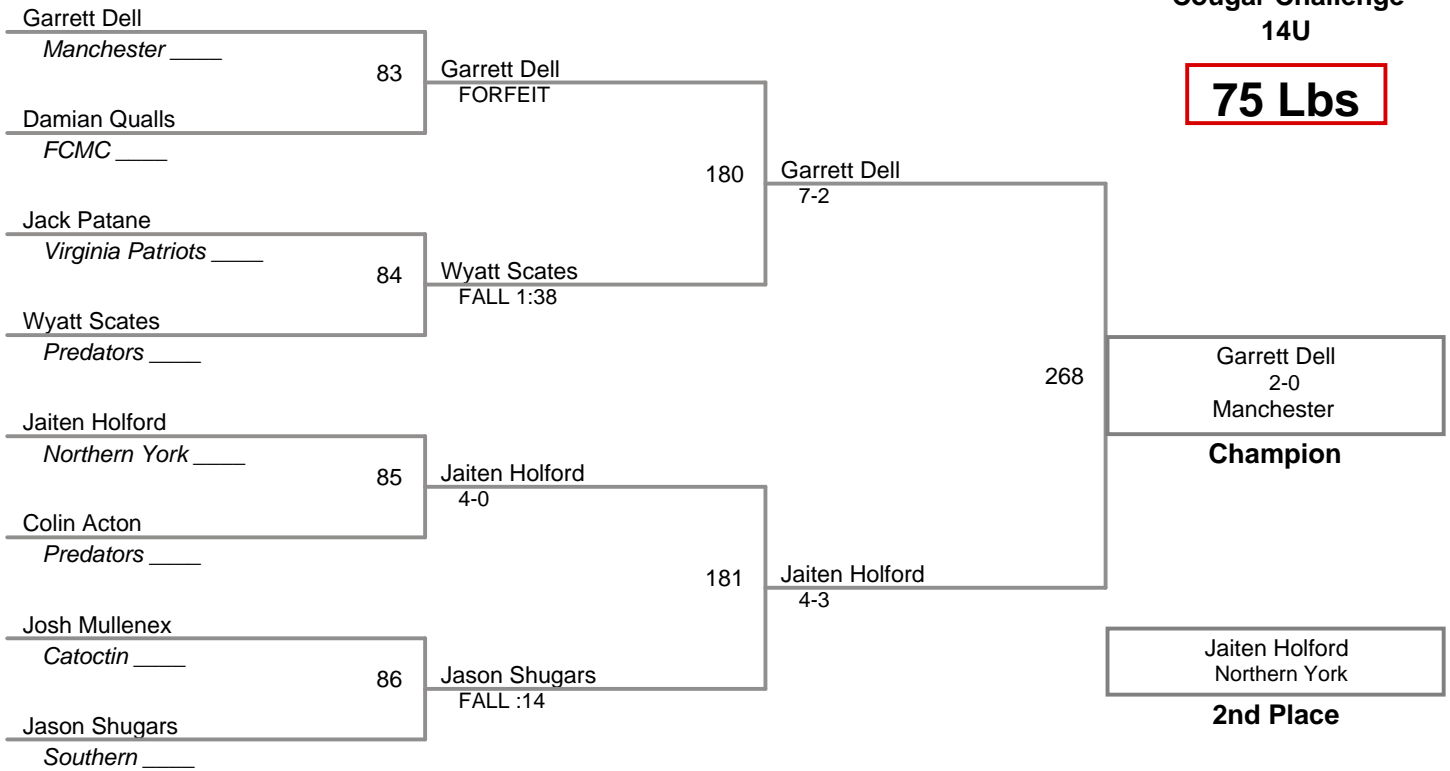 Cougar Challenge
14U
75 Lbs
Garrett Dell
Manchester ____
83
Damian Qualls
FCMC ____
Garrett Dell
FORFEIT
Jack Patane
Virginia Patriots ____
84
Wyatt Scates
Predators ____
Wyatt Scates
FALL 1:38
180
Garrett Dell
7-2
Jaiten Holford
Northern York ____
85
Colin Acton
Predators ____
Jaiten Holford
4-0
Josh Mullenex
Catoctin ____
86
Jason Shugars
Southern ____
Jason Shugars
FALL :14
181
Jaiten Holford
4-3
268
Garrett Dell
2-0
Manchester
Champion
Jaiten Holford
Northern York
2nd Place